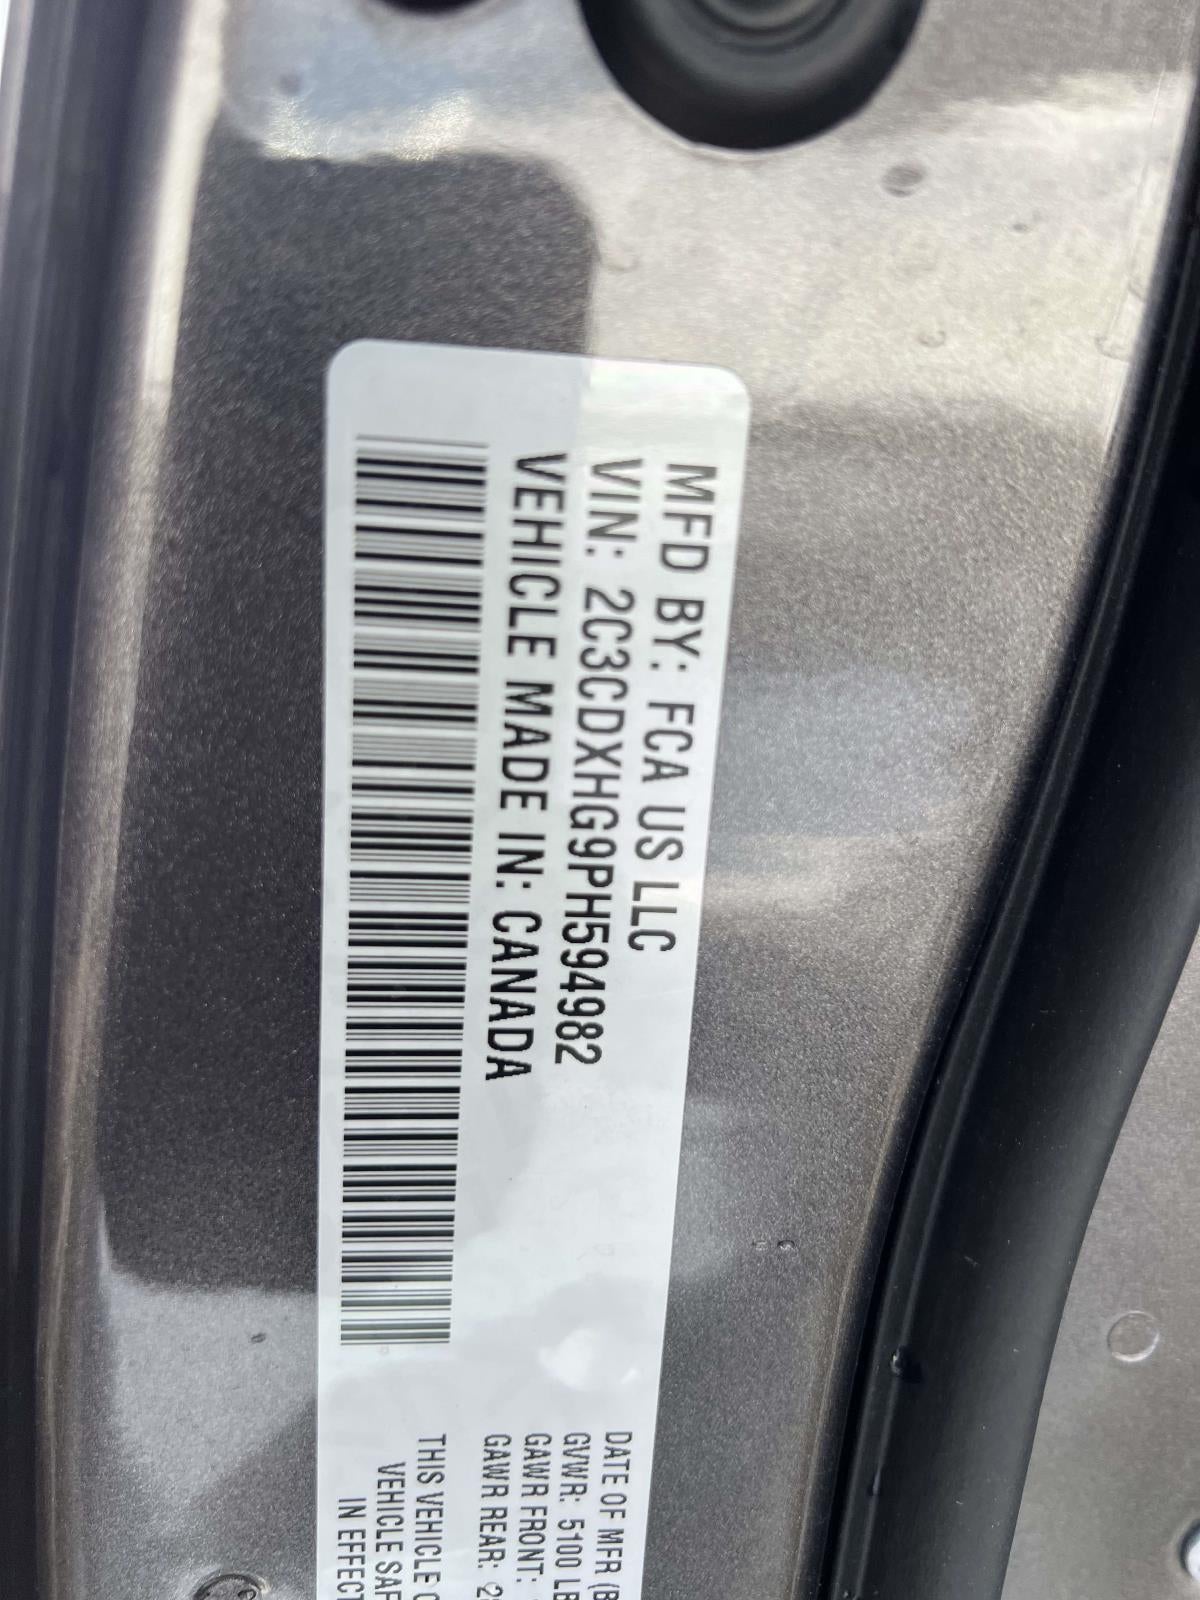 MFD BY: FCA US LLC
VIN: 2C3CDXHG9PH594982
VEHICLE MADE IN: CANADA
DATE OF MFR
GVWR: 5100 LB
GAWR FRONT:
GAWR REAR:
THIS VEHICLE
VEHICLE
IN EFFECT